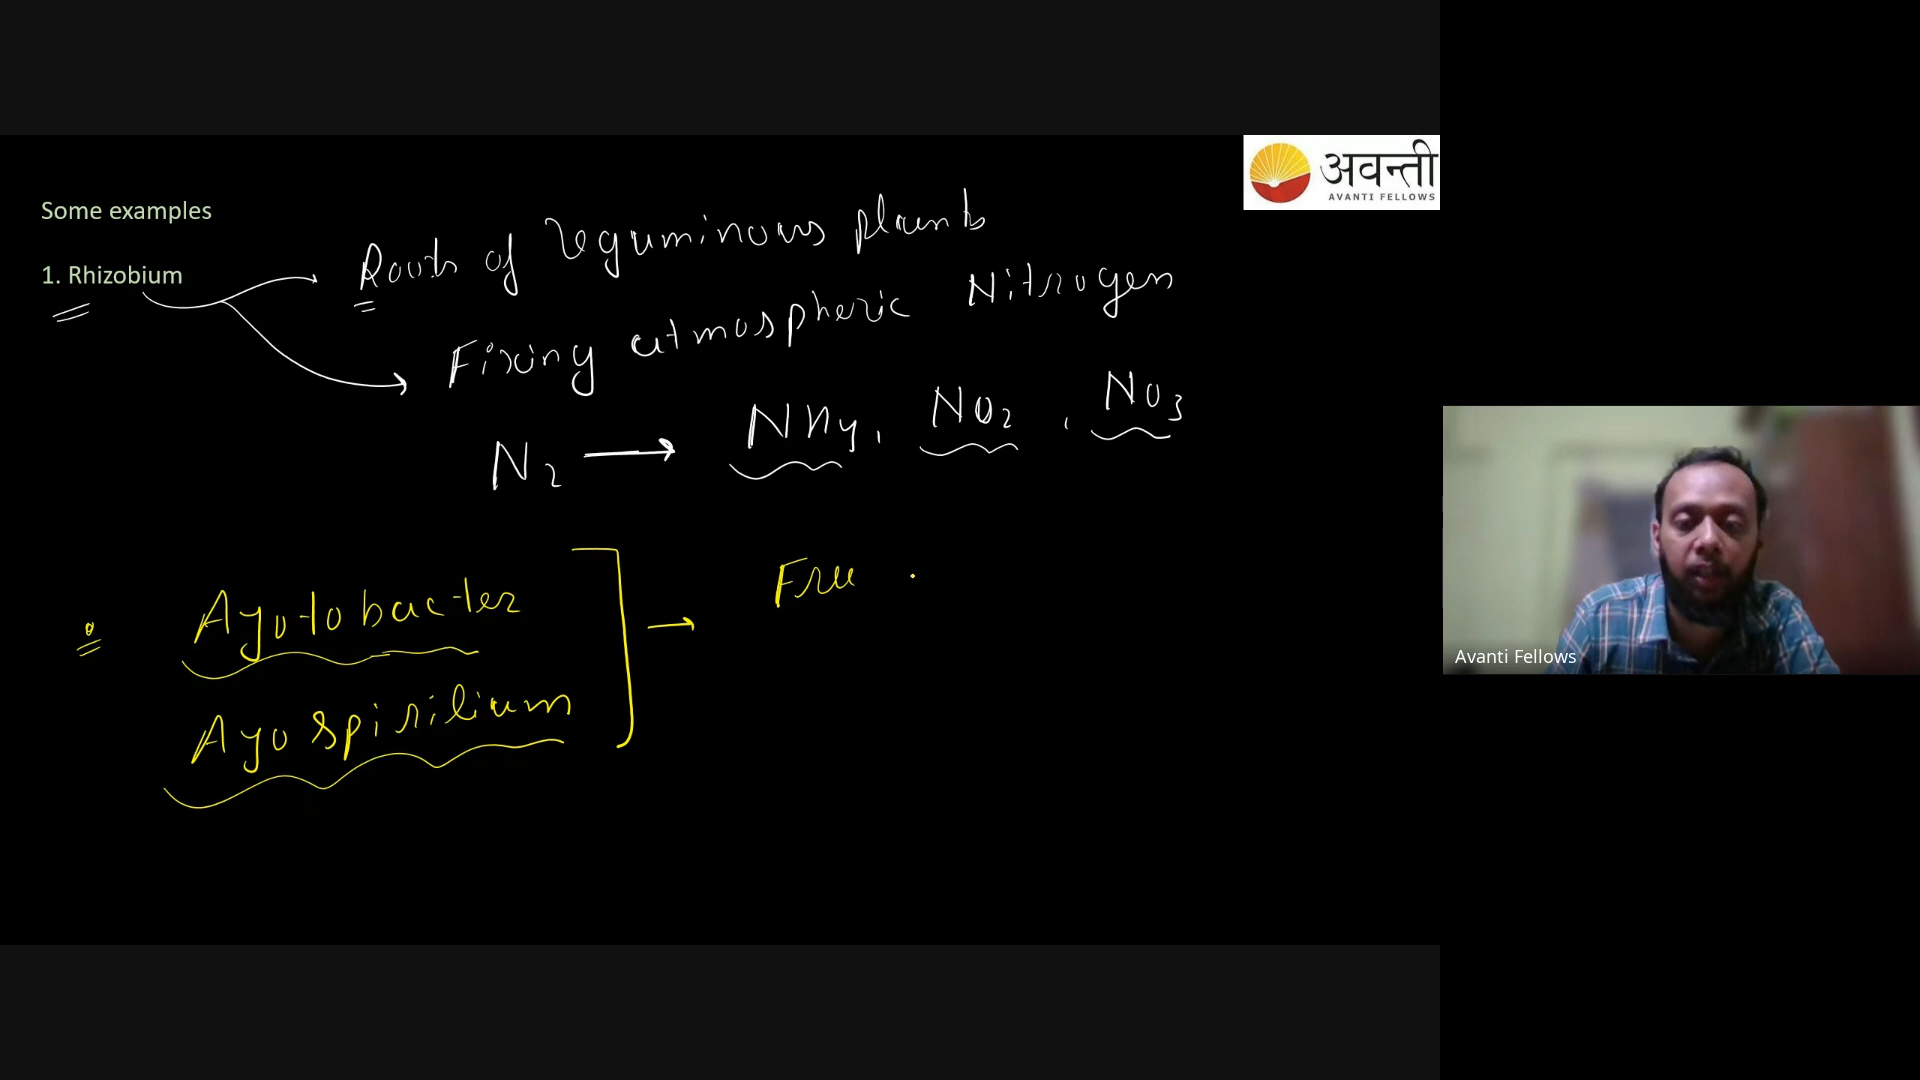 अवन्ती
AVANTI FELLOWS
Some examples
1. Rhizobium
Roots of leguminous plants
Fixing atmospheric Nitrogen
N2 → NH4, NO2, NO3
Azotobacter
Azospirilium
→ Free
Avanti Fellows